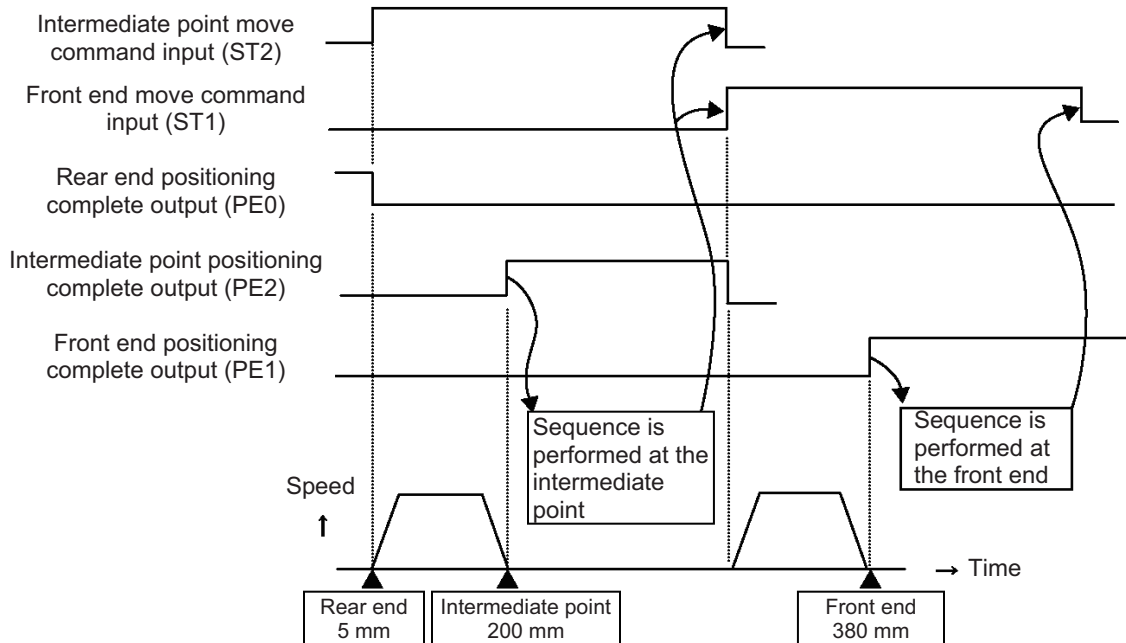 Intermediate point move
command input (ST2)
Front end move command
input (ST1)
Rear end positioning
complete output (PE0)
Intermediate point positioning
complete output (PE2)
Front end positioning
complete output (PE1)
Sequence is
performed at the
intermediate
point
Sequence is
performed at
the front end
Speed
↑
→ Time
Rear end
5 mm
Intermediate point
200 mm
Front end
380 mm